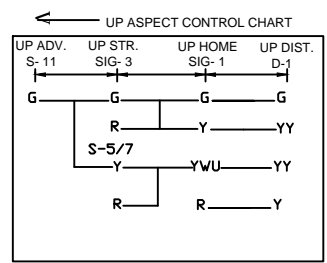 UP ASPECT CONTROL CHART
UP ADV. UP STR. UP HOME UP DIST.
S- 11 SIG- 3 SIG- 1 D-1
G G G G
R Y YY
S-5/7
Y YWU YY
R R Y